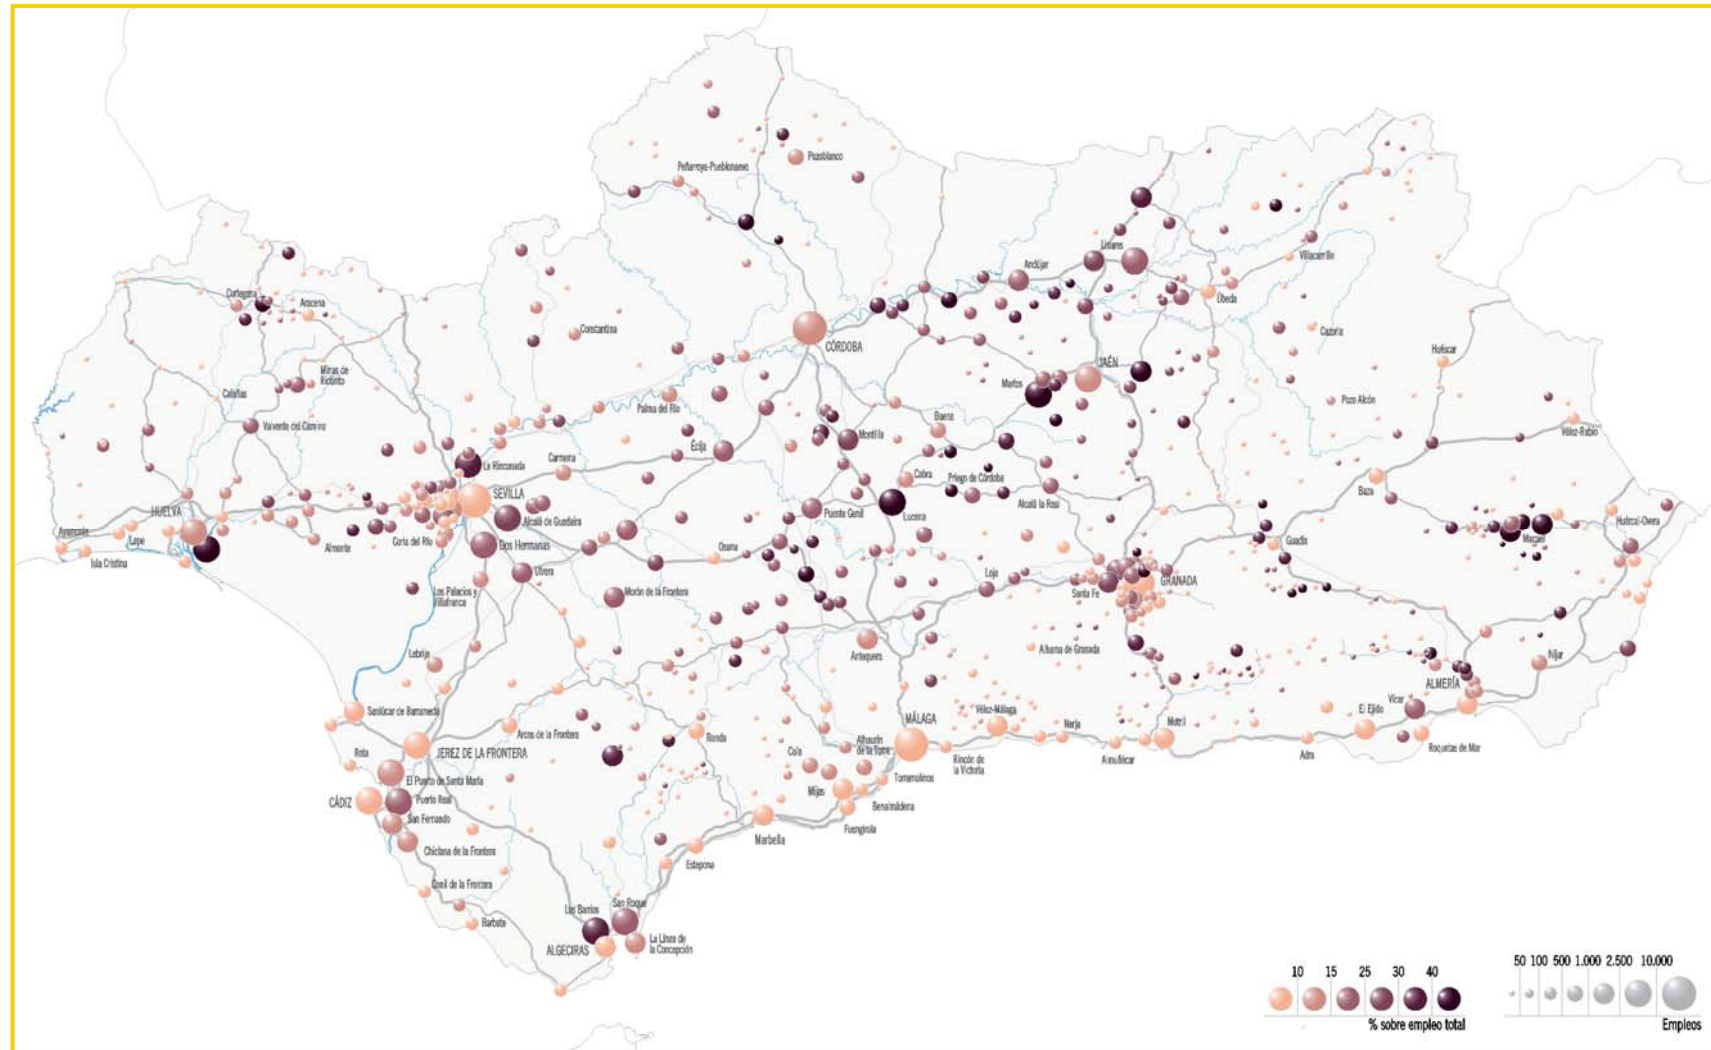 Pozoblanco
Peñarroya-Pueblonuevo
Linares
Andújar
Villacarrillo
Úbeda
Cortegana
Aracena
Constantina
CÓRDOBA
Cazorla
Huéscar
JAÉN
Minas de
Riotinto
Calañas
Martos
Palma del Río
Pozo Alcón
Baena
Valverde del Camino
Montilla
Vélez-Rubio
Écija
La Rinconada
Carmona
Cabra
Priego de Córdoba
Baza
SEVILLA
Alcalá la Real
HUELVA
Lucena
Puente Genil
Alcalá de Guadaira
Huércal-Overa
Ayamonte
Lepe
Almonte
Coria del Río
Dos Hermanas
Osuna
Guadix
Macael
Isla Cristina
Utrera
Loja
GRANADA
Los Palacios y
Villafranca
Morón de la Frontera
Santa Fe
Lebrija
Antequera
Alhama de Granada
Níjar
ALMERÍA
Sanlúcar de Barrameda
MÁLAGA
Vélez-Málaga
Nerja
Motril
El Ejido
Vícar
Arcos de la Frontera
Ronda
Rota
JEREZ DE LA FRONTERA
Coín
Alhaurín
de la Torre
Rincón de
la Victoria
Almuñécar
Adra
Roquetas de Mar
El Puerto de Santa María
Torremolinos
CÁDIZ
Puerto Real
Mijas
Benalmádena
San Fernando
Fuengirola
Marbella
Chiclana de la Frontera
Estepona
Conil de la Frontera
Los Barrios
San Roque
Barbate
ALGECIRAS
La Línea de
la Concepción
10 15 25 30 40
% sobre empleo total
50 100 500 1.000 2.500 10.000
Empleos